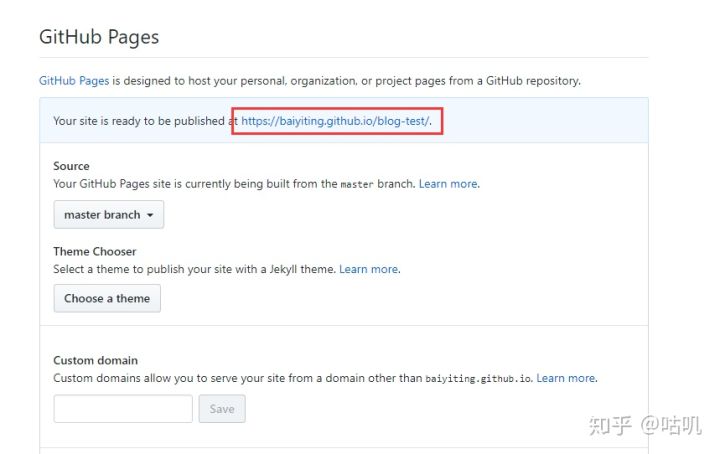 GitHub Pages
GitHub Pages is designed to host your personal, organization, or project pages from a GitHub repository.
Your site is ready to be published at https://baiyiting.github.io/blog-test/.
Source
Your GitHub Pages site is currently being built from the master branch. Learn more.
master branch
Theme Chooser
Select a theme to publish your site with a Jekyll theme. Learn more.
Choose a theme
Custom domain
Custom domains allow you to serve your site from a domain other than baiyiting.github.io. Learn more.
Save
知乎 @咕叽